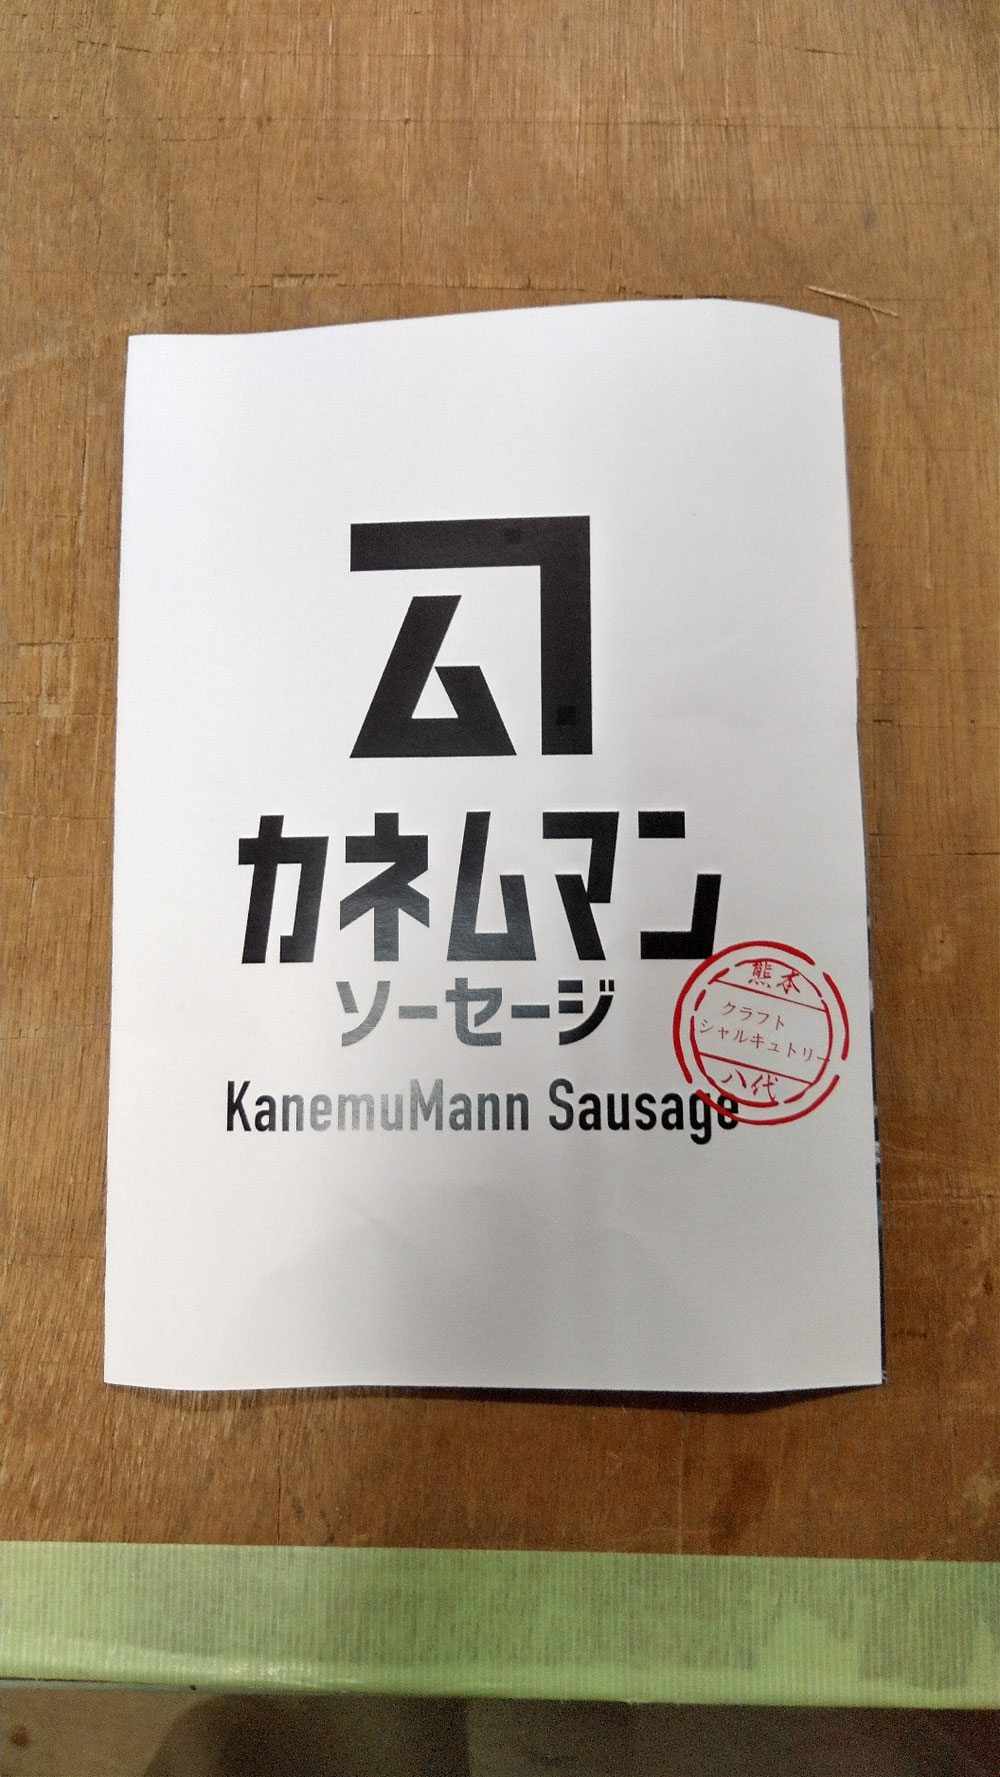 カネムマン
ソーセージ
KanemuMann Sausage
熊本
クラフト
シャルキュトリー
八代